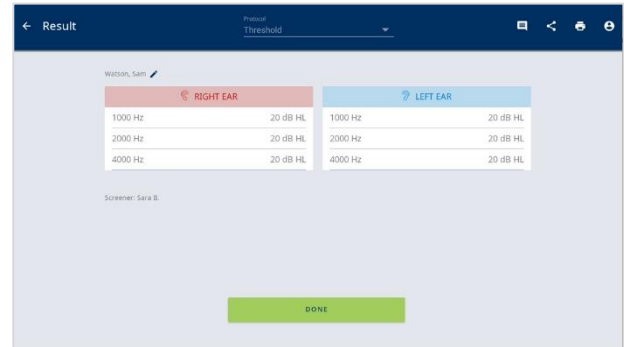 Result
Protocol
Threshold
Watson, Sam
RIGHT EAR
1000 Hz 20 dB HL
2000 Hz 20 dB HL
4000 Hz 20 dB HL
LEFT EAR
1000 Hz 20 dB HL
2000 Hz 20 dB HL
4000 Hz 20 dB HL
Screener: Sara B.
DONE